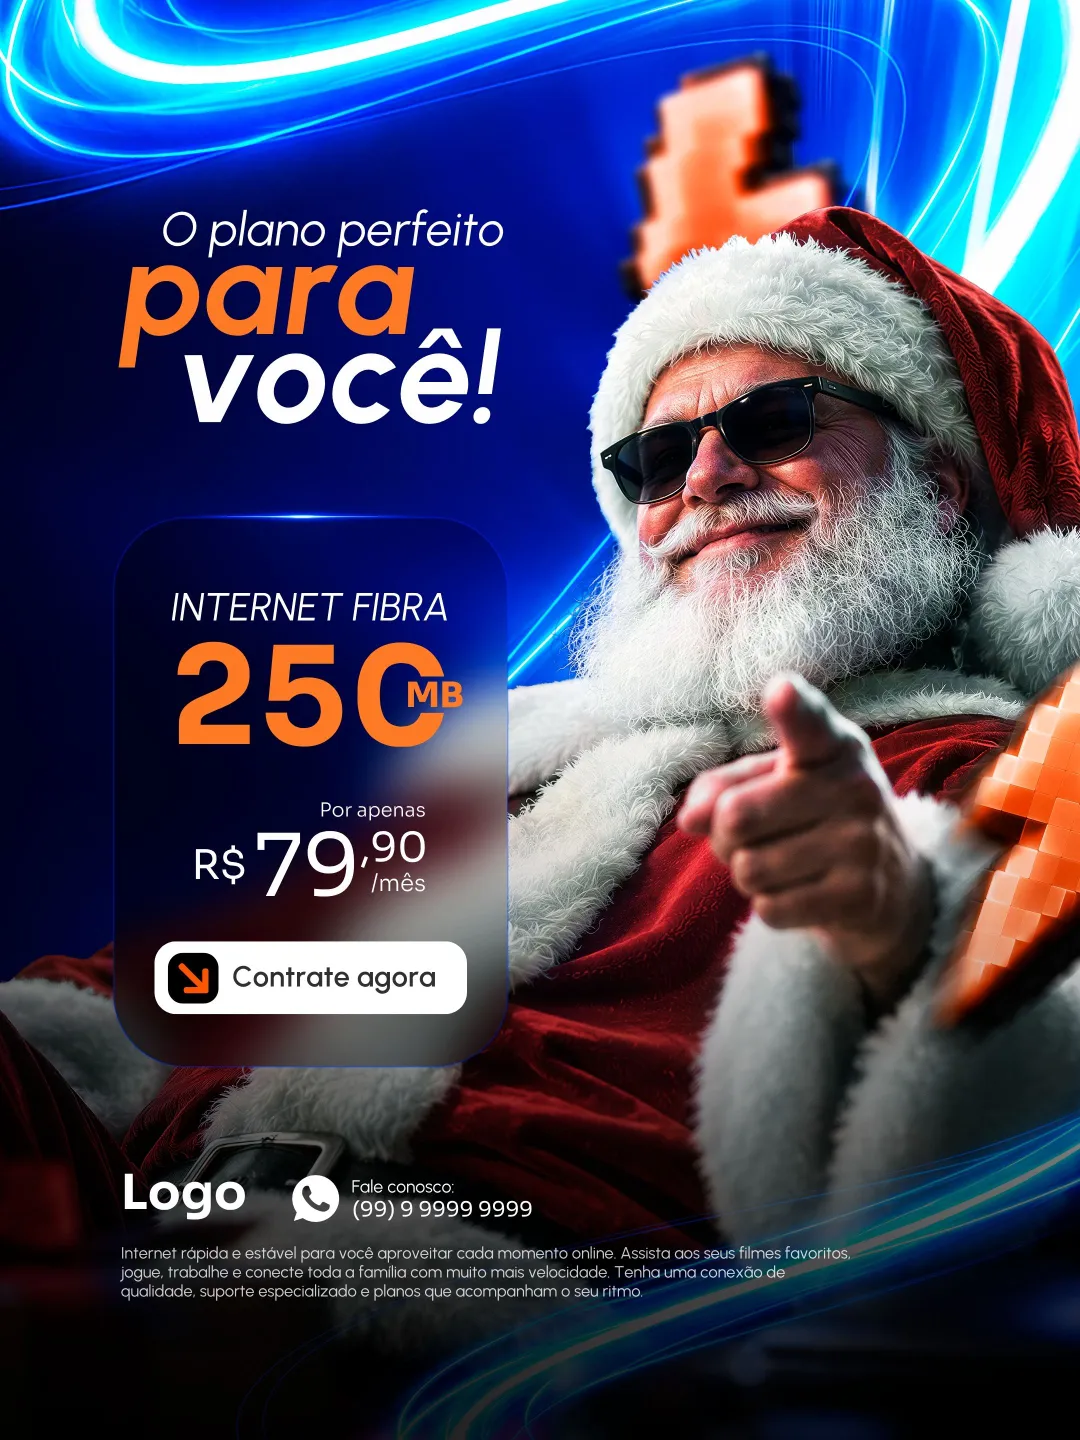 O plano perfeito
para
você!
INTERNET FIBRA
250 MB
Por apenas
R$ 79,90
/mês
Contrate agora
Logo
Fale conosco:
(99) 9 9999 9999
Internet rápida e estável para você aproveitar cada momento online. Assista aos seus filmes favoritos,
jogue, trabalhe e conecte toda a família com muito mais velocidade. Tenha uma conexão de
qualidade, suporte especializado e planos que acompanham o seu ritmo.